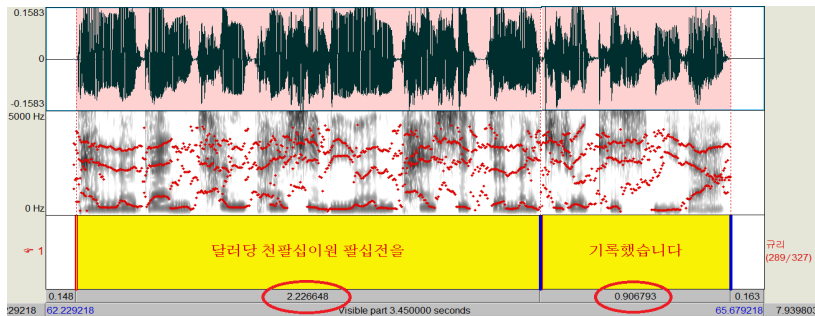 0.1583
0
-0.1583
5000 Hz
0 Hz
☞ 1
달러당 천팔십이원 팔십전을
기록했습니다
규리
(289/327)
0.148
2.226648
0.906793
0.163
29218
62.229218
Visible part 3.450000 seconds
65.679218
7.939803